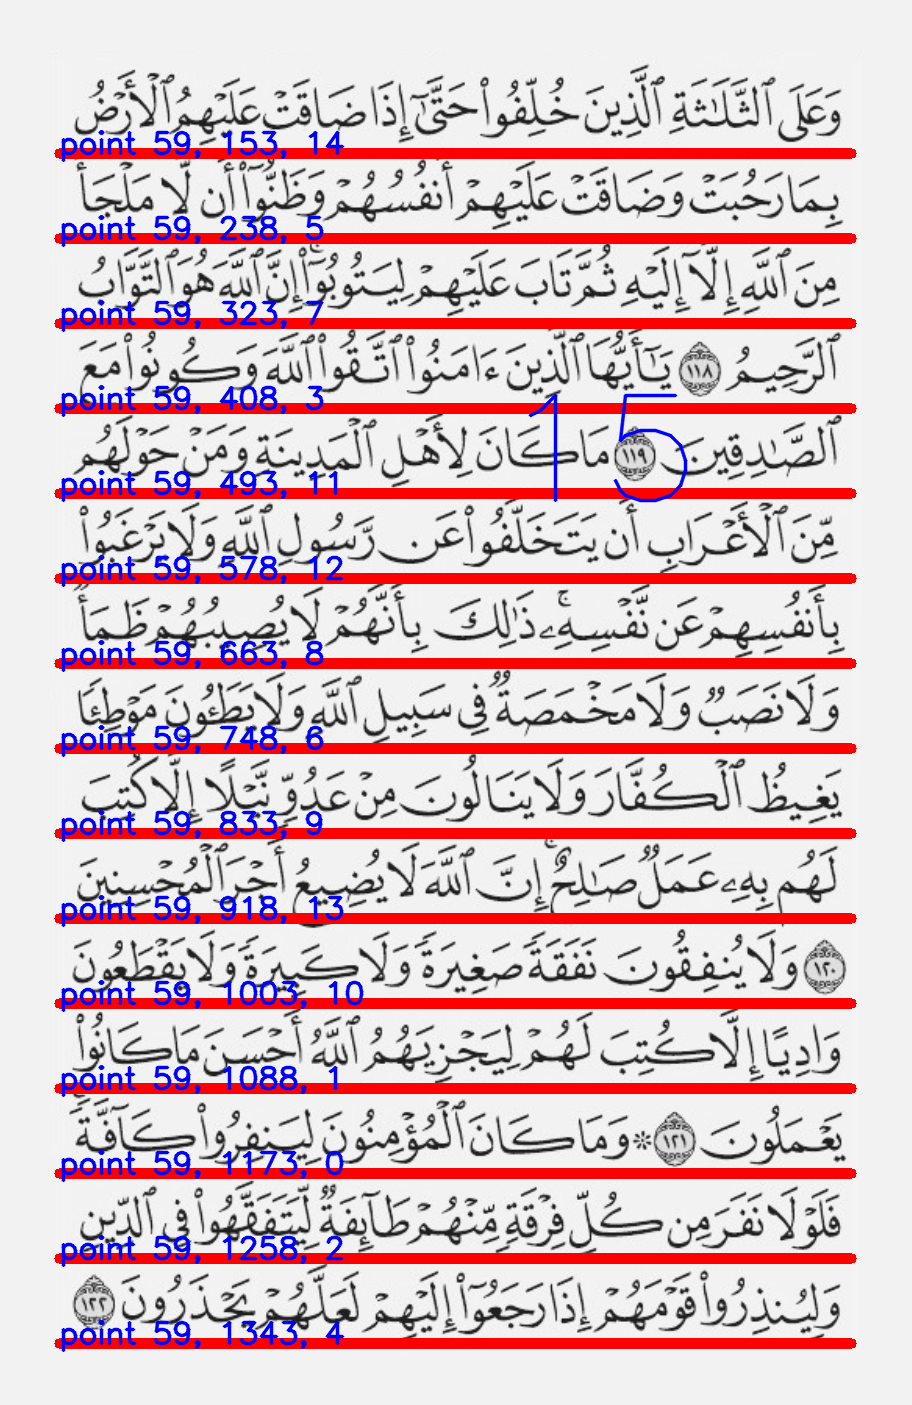 وَعَلَى ٱلثَّلَٰثَةِ ٱلَّذِينَ خُلِّفُوا۟ حَتَّىٰٓ إِذَا ضَاقَتْ عَلَيْهِمُ ٱلْأَرْضُ
point 59, 153, 14
بِمَا رَحُبَتْ وَضَاقَتْ عَلَيْهِمْ أَنفُسُهُمْ وَظَنُّوٓا۟ أَن لَّا مَلْجَأَ
point 59, 238, 5
مِنَ ٱللَّهِ إِلَّآ إِلَيْهِ ثُمَّ تَابَ عَلَيْهِمْ لِيَتُوبُوٓا۟ۚ إِنَّ ٱللَّهَ هُوَ ٱلتَّوَّابُ
point 59, 323, 7
ٱلرَّحِيمُ ١١٨ يَٰٓأَيُّهَا ٱلَّذِينَ ءَامَنُوا۟ ٱتَّقُوا۟ ٱللَّهَ وَكُونُوا۟ مَعَ
point 59, 408, 3
15
ٱلصَّٰدِقِينَ ١١٩ مَا كَانَ لِأَهْلِ ٱلْمَدِينَةِ وَمَنْ حَوْلَهُم
point 59, 493, 11
مِّنَ ٱلْأَعْرَابِ أَن يَتَخَلَّفُوا۟ عَن رَّسُولِ ٱللَّهِ وَلَا يَرْغَبُوا۟
point 59, 578, 12
بِأَنفُسِهِمْ عَن نَّفْسِهِۦۚ ذَٰلِكَ بِأَنَّهُمْ لَا يُصِيبُهُمْ ظَمَأٌ
point 59, 663, 8
وَلَا نَصَبٌ وَلَا مَخْمَصَةٌ فِى سَبِيلِ ٱللَّهِ وَلَا يَطَـُٔونَ مَوْطِئًا
point 59, 748, 6
يَغِيظُ ٱلْكُفَّارَ وَلَا يَنَالُونَ مِنْ عَدُوٍّ نَّيْلًا إِلَّا كُتِبَ
point 59, 833, 9
لَهُم بِهِۦ عَمَلٌ صَٰلِحٌۚ إِنَّ ٱللَّهَ لَا يُضِيعُ أَجْرَ ٱلْمُحْسِنِينَ
point 59, 918, 13
١٢٠ وَلَا يُنفِقُونَ نَفَقَةً صَغِيرَةً وَلَا كَبِيرَةً وَلَا يَقْطَعُونَ
point 59, 1003, 10
وَادِيًا إِلَّا كُتِبَ لَهُمْ لِيَجْزِيَهُمُ ٱللَّهُ أَحْسَنَ مَا كَانُوا۟
point 59, 1088, 1
يَعْمَلُونَ ١٢١ * وَمَا كَانَ ٱلْمُؤْمِنُونَ لِيَنفِرُوا۟ كَآفَّةًۚ
point 59, 1173, 0
فَلَوْلَا نَفَرَ مِن كُلِّ فِرْقَةٍ مِّنْهُمْ طَآئِفَةٌ لِّيَتَفَقَّهُوا۟ فِى ٱلدِّينِ
point 59, 1258, 2
وَلِيُنذِرُوا۟ قَوْمَهُمْ إِذَا رَجَعُوٓا۟ إِلَيْهِمْ لَعَلَّهُمْ يَحْذَرُونَ ١٢٢
point 59, 1343, 4